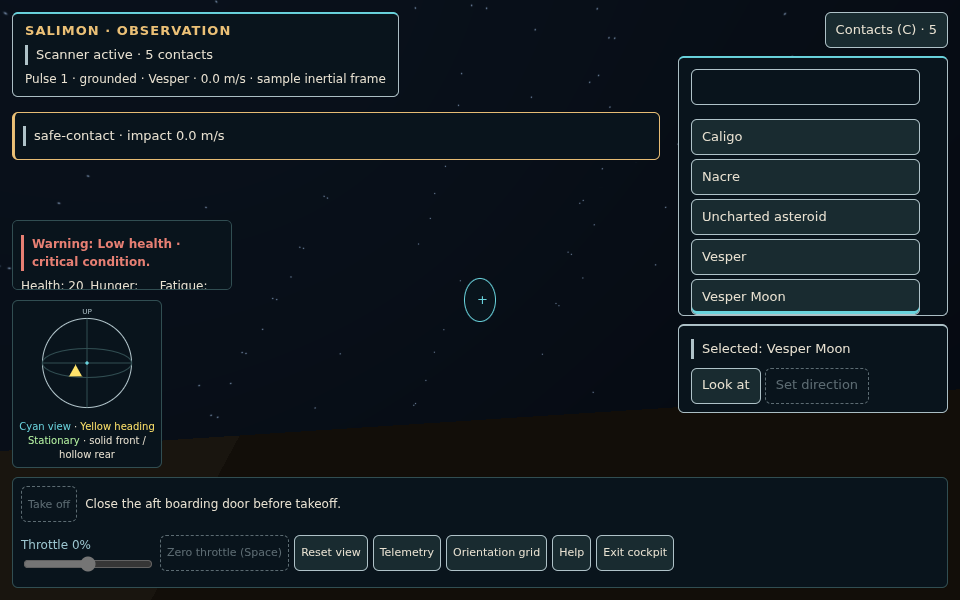 SALIMON · OBSERVATION
Scanner active · 5 contacts
Pulse 1 · grounded · Vesper · 0.0 m/s · sample inertial frame
Contacts (C) · 5
safe-contact · impact 0.0 m/s
Caligo
Nacre
Uncharted asteroid
Vesper
Vesper Moon
Warning: Low health ·
critical condition.
Health: 20 Hunger: Fatigue:
UP
Cyan view · Yellow heading
Stationary · solid front /
hollow rear
Selected: Vesper Moon
Look at
Set direction
Take off
Close the aft boarding door before takeoff.
Throttle 0%
Zero throttle (Space)
Reset view
Telemetry
Orientation grid
Help
Exit cockpit